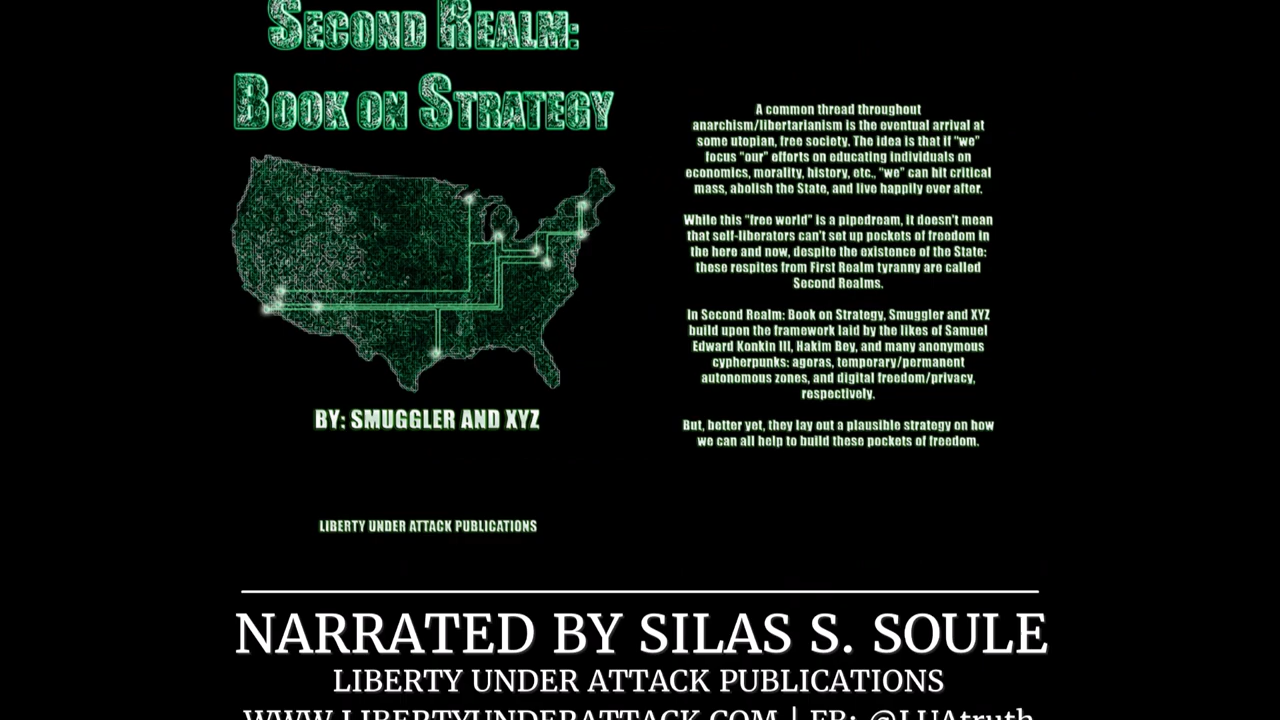 SECOND REALM:
BOOK ON STRATEGY
BY: SMUGGLER AND XYZ
LIBERTY UNDER ATTACK PUBLICATIONS
A common thread throughout
anarchism/libertarianism is the eventual arrival at
some utopian, free society. The idea is that if "we"
focus "our" efforts on educating individuals on
economics, morality, history, etc., "we" can hit critical
mass, abolish the State, and live happily ever after.
While this "free world" is a pipedream, it doesn't mean
that self-liberators can't set up pockets of freedom in
the here and now, despite the existence of the State:
these respites from First Realm tyranny are called
Second Realms.
In Second Realm: Book on Strategy, Smuggler and XYZ
build upon the framework laid by the likes of Samuel
Edward Konkin III, Hakim Bey, and many anonymous
cypherpunks: agoras, temporary/permanent
autonomous zones, and digital freedom/privacy,
respectively.
But, better yet, they lay out a plausible strategy on how
we can all help to build these pockets of freedom.
NARRATED BY SILAS S. SOULE
LIBERTY UNDER ATTACK PUBLICATIONS
WWW.LIBERTYUNDERATTACK.COM | FB: @LUAtruth